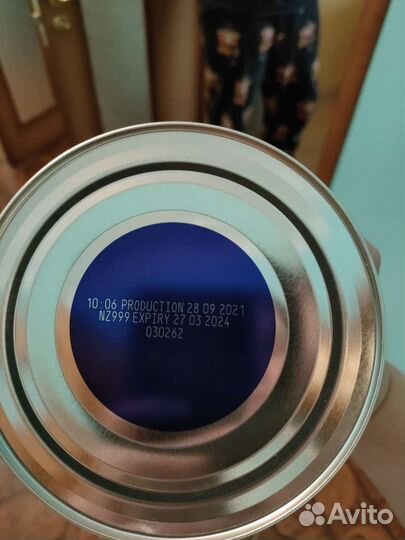 10:06 PRODUCTION 28 09 2021
NZ999 EXPIRY 27 03 2024
030262
Avito